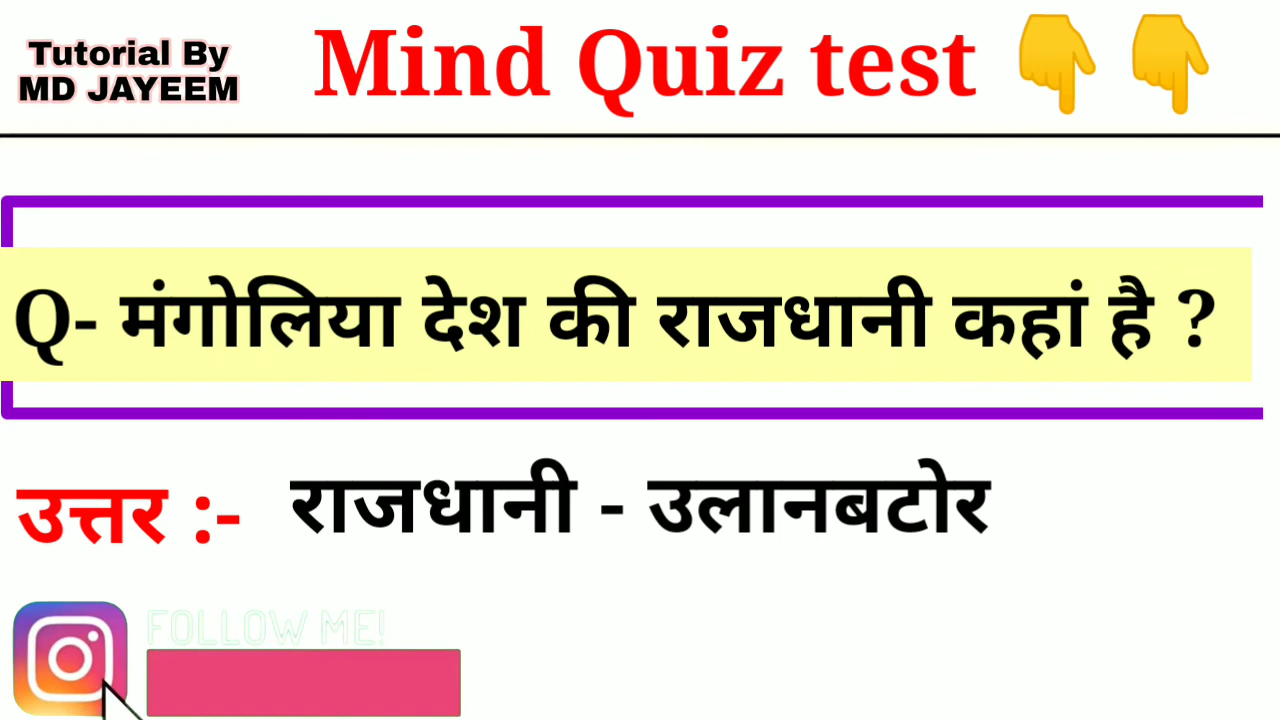 Tutorial By
MD JAYEEM
Mind Quiz test 👇 👇
Q- मंगोलिया देश की राजधानी कहां है ?
उत्तर :- राजधानी - उलानबटोर
FOLLOW ME!